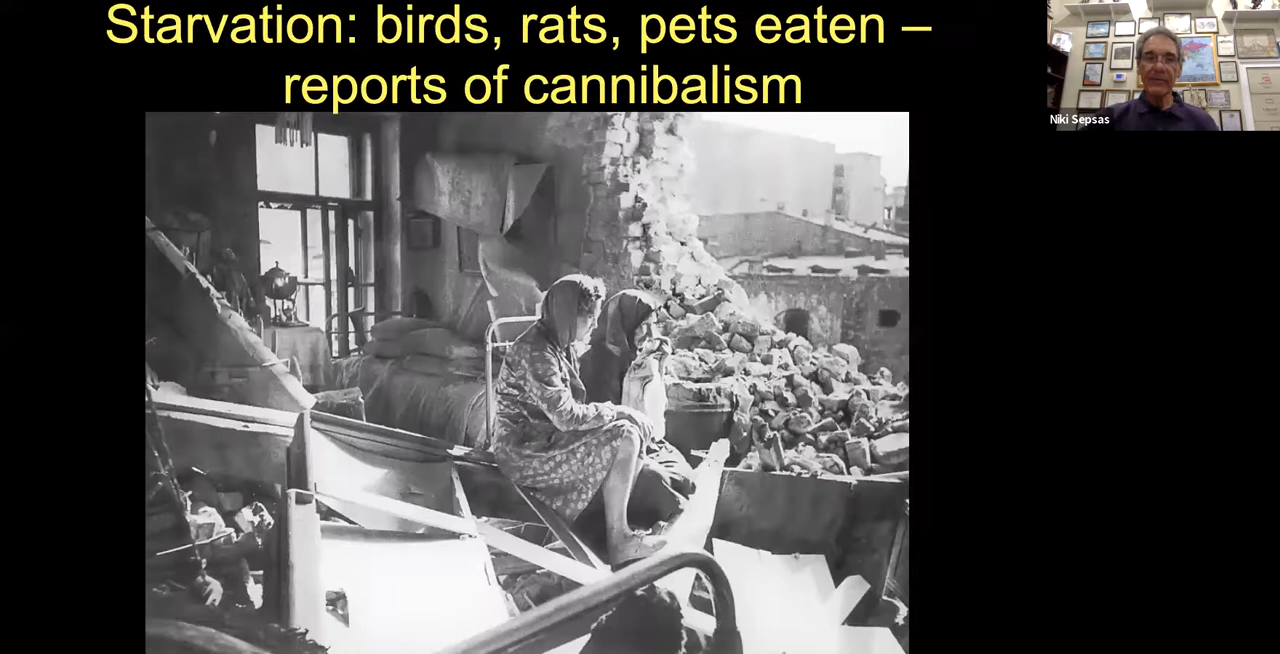 Starvation: birds, rats, pets eaten –
reports of cannibalism
Niki Sepsas